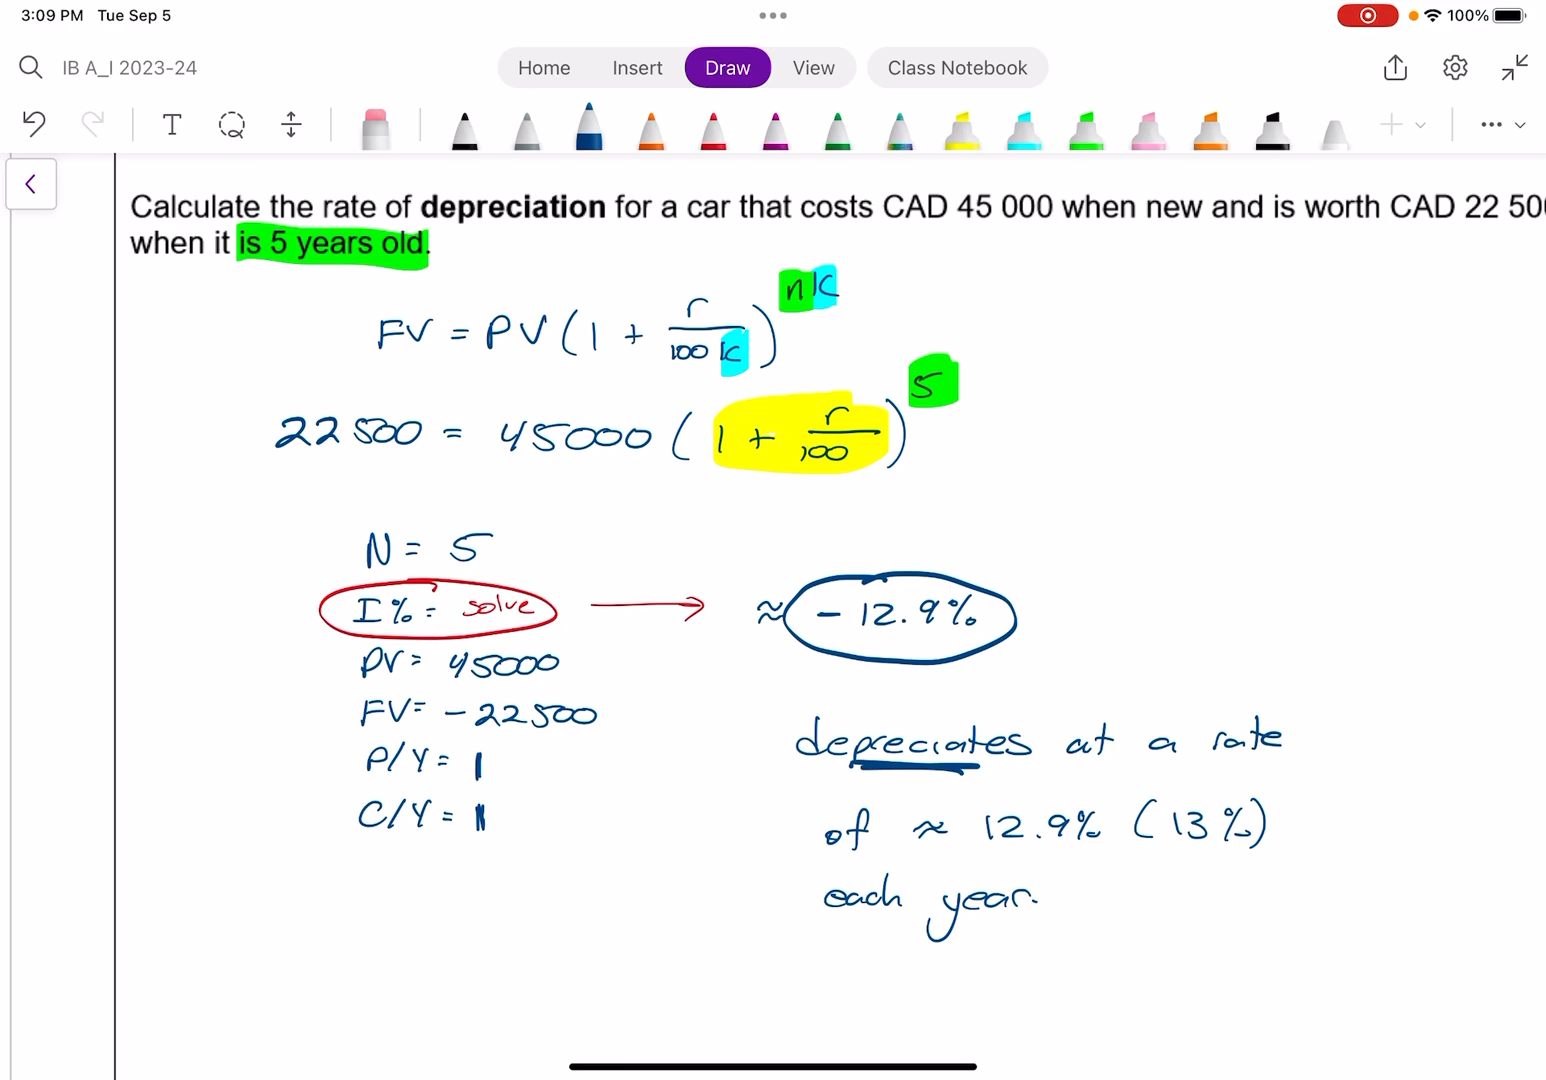 3:09 PM Tue Sep 5
100%
IB A_I 2023-24
Home Insert Draw View Class Notebook
T
Calculate the rate of depreciation for a car that costs CAD 45 000 when new and is worth CAD 22 500
when it is 5 years old.
FV = PV(1 + r/100k)^nk
22 500 = 45000(1 + r/100)^5
N = 5
I% = solve → ≈ -12.9%
PV = 45000
FV = -22500
P/Y = 1
C/Y = 1
depreciates at a rate
of ≈ 12.9% (13%)
each year.